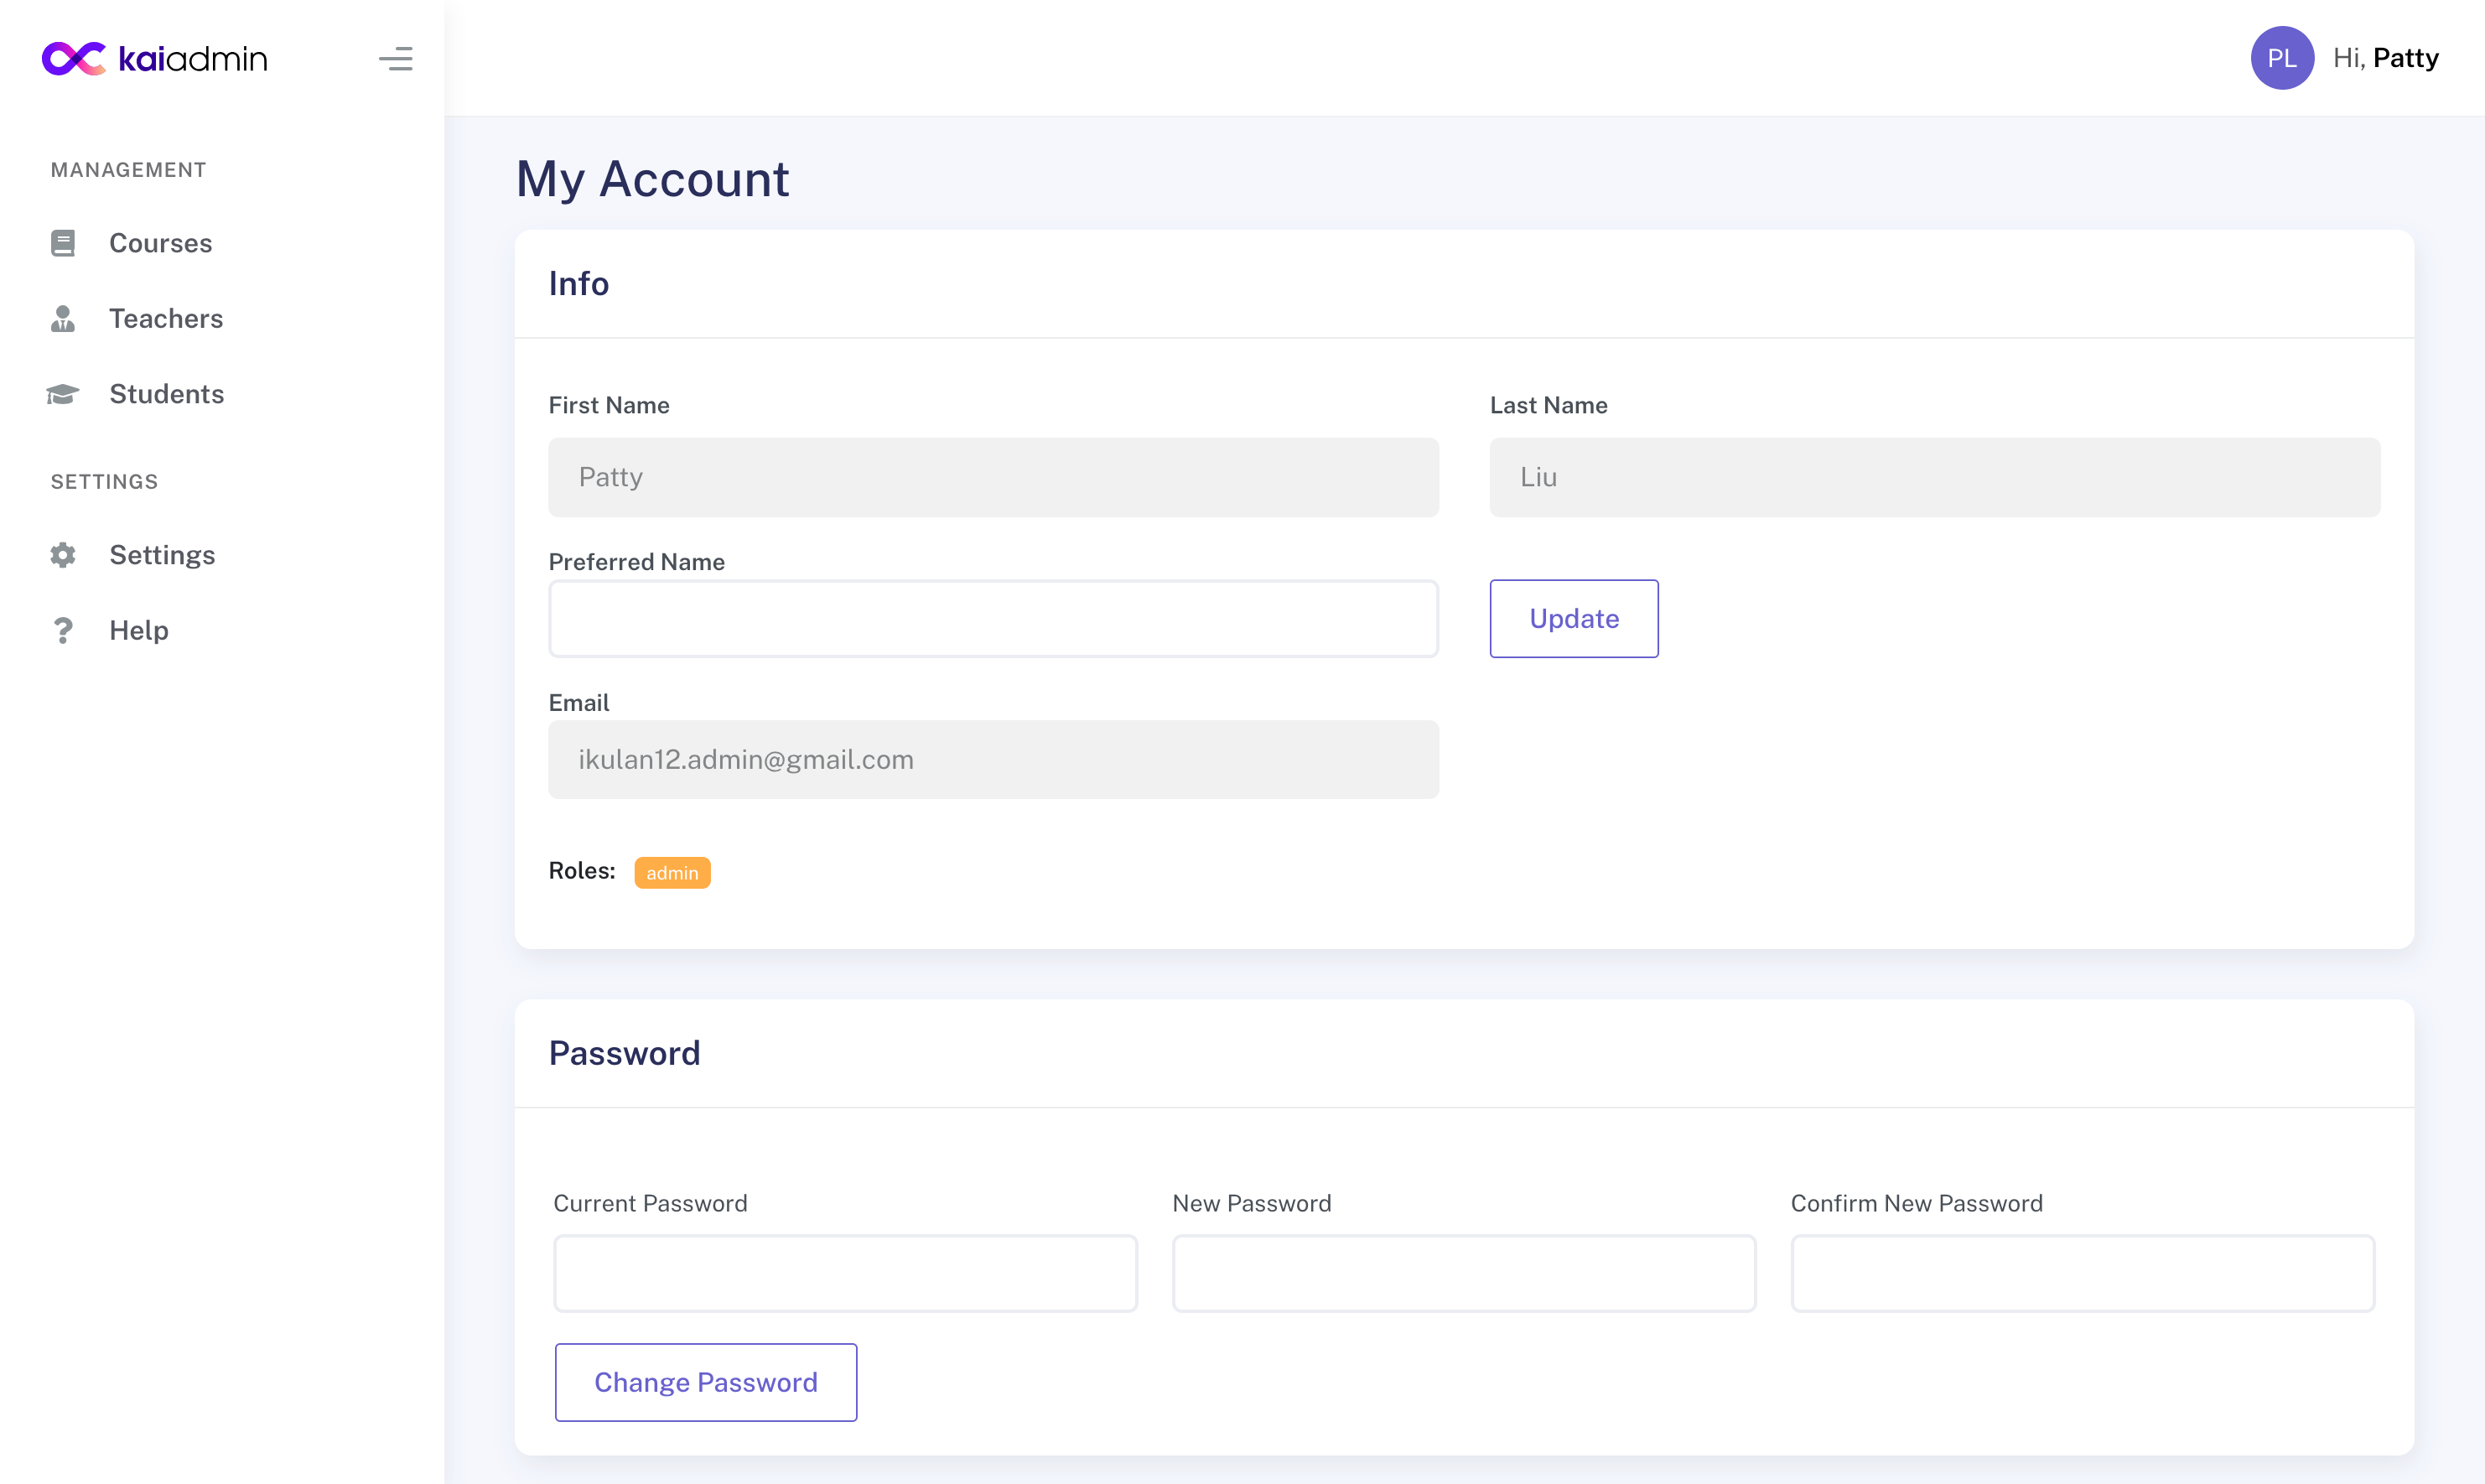 kaiadmin
PL Hi, Patty
MANAGEMENT
Courses
Teachers
Students
SETTINGS
Settings
Help
My Account
Info
First Name
Patty
Last Name
Liu
Preferred Name
Update
Email
ikulan12.admin@gmail.com
Roles: admin
Password
Current Password
New Password
Confirm New Password
Change Password